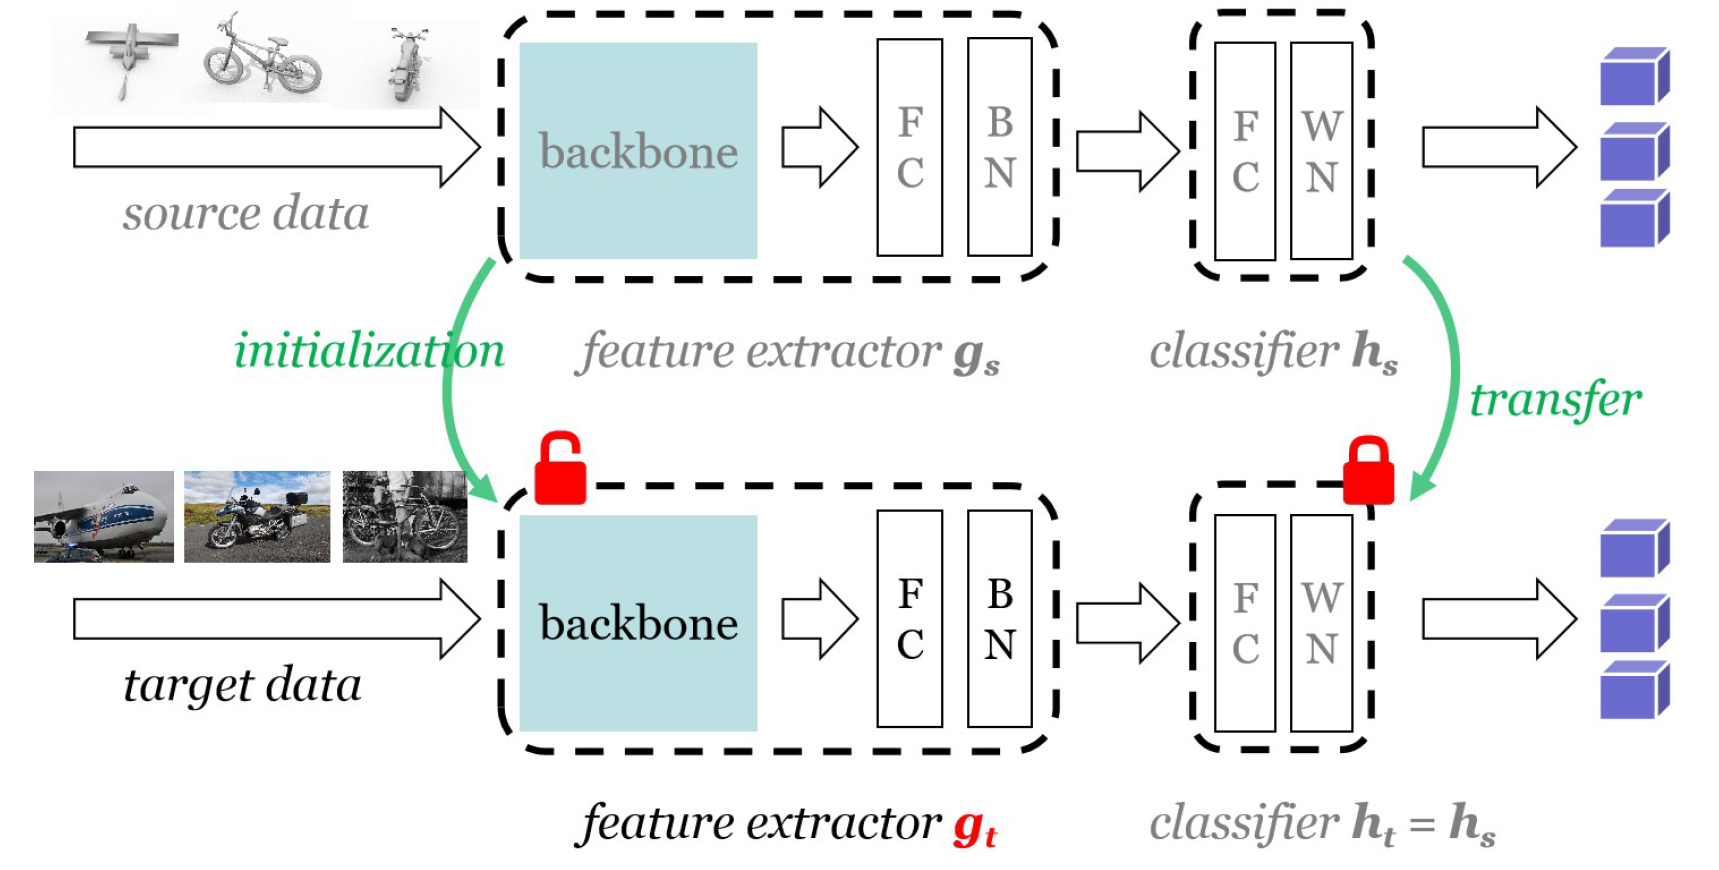 backbone
F C
B N
F C
W N
source data
initialization
feature extractor gs
classifier hs
transfer
backbone
F C
B N
F C
W N
target data
feature extractor gt
classifier ht = hs